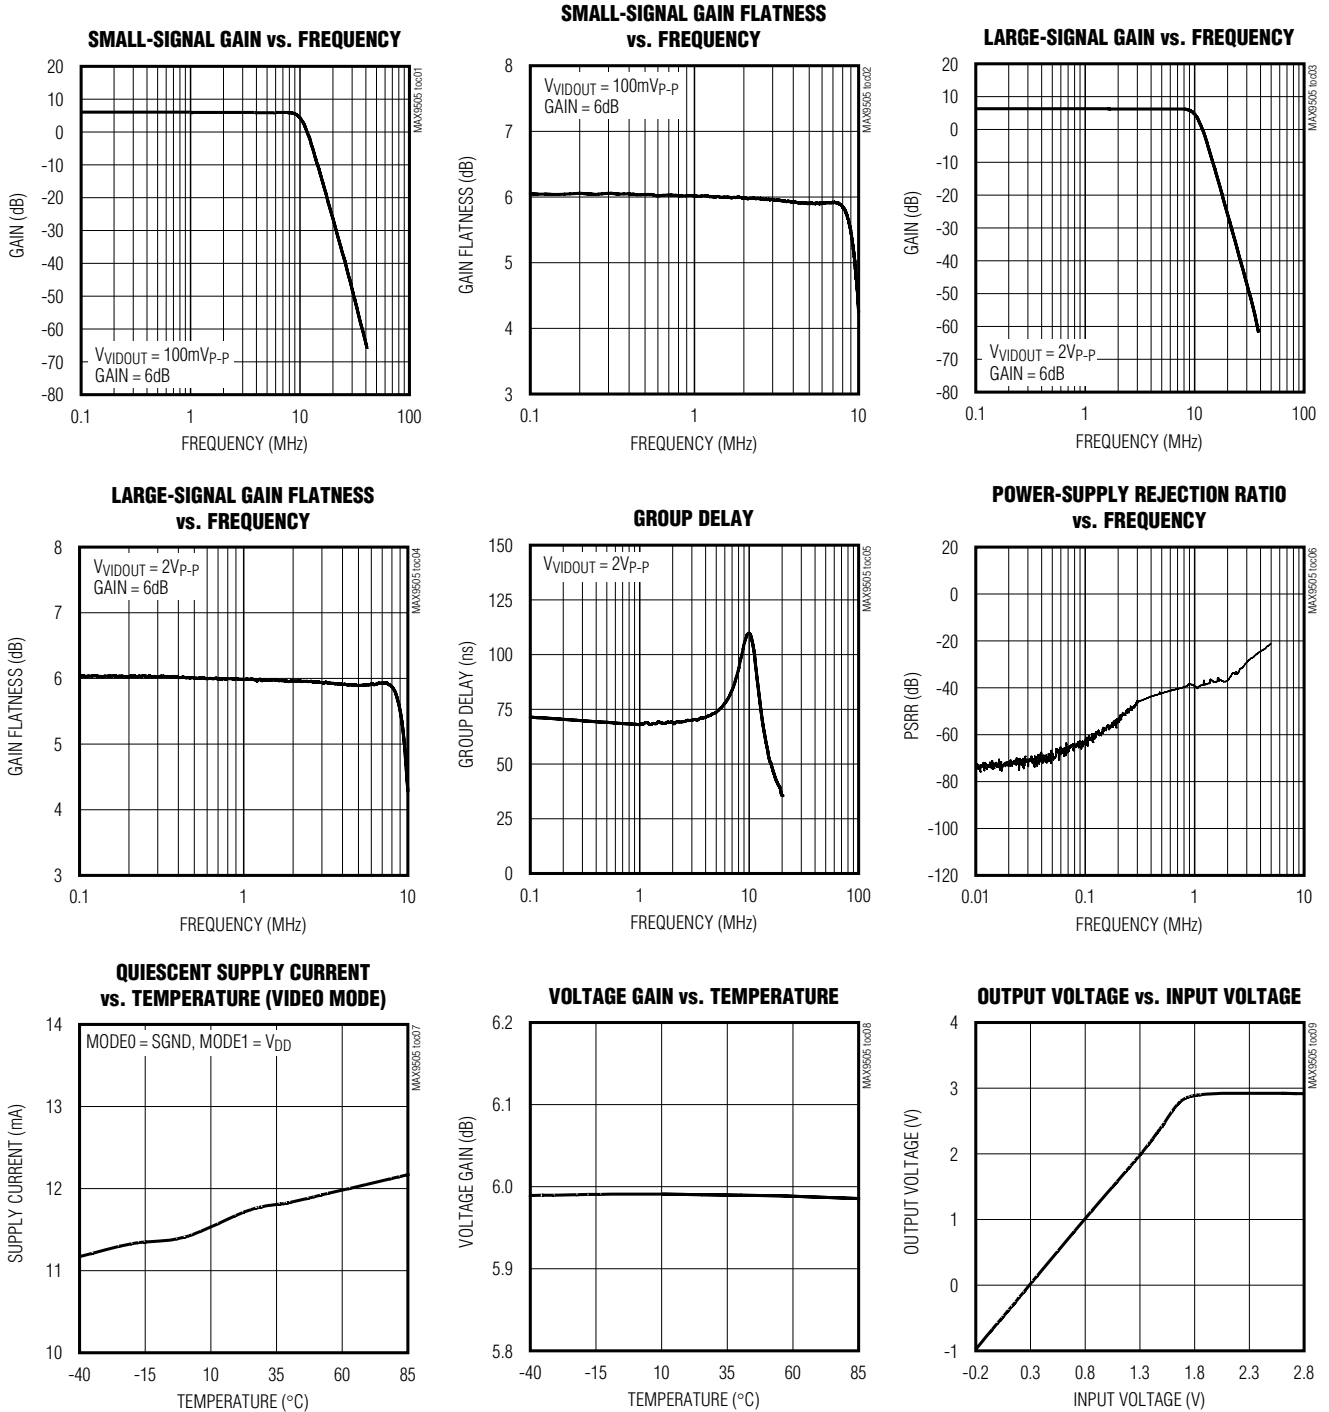 SMALL-SIGNAL GAIN vs. FREQUENCY
MAX9505 toc01
20
10
0
-10
-20
-30
-40
-50
-60
-70
-80
GAIN (dB)
VVIDOUT = 100mVP-P
GAIN = 6dB
0.1 1 10 100
FREQUENCY (MHz)
SMALL-SIGNAL GAIN FLATNESS
vs. FREQUENCY
MAX9505 toc02
8
7
6
5
4
3
GAIN FLATNESS (dB)
VVIDOUT = 100mVP-P
GAIN = 6dB
0.1 1 10
FREQUENCY (MHz)
LARGE-SIGNAL GAIN vs. FREQUENCY
MAX9505 toc03
20
10
0
-10
-20
-30
-40
-50
-60
-70
-80
GAIN (dB)
VVIDOUT = 2VP-P
GAIN = 6dB
0.1 1 10 100
FREQUENCY (MHz)
LARGE-SIGNAL GAIN FLATNESS
vs. FREQUENCY
MAX9505 toc04
8
7
6
5
4
3
GAIN FLATNESS (dB)
VVIDOUT = 2VP-P
GAIN = 6dB
0.1 1 10
FREQUENCY (MHz)
GROUP DELAY
MAX9505 toc05
150
125
100
75
50
25
0
GROUP DELAY (ns)
VVIDOUT = 2VP-P
0.1 1 10 100
FREQUENCY (MHz)
POWER-SUPPLY REJECTION RATIO
vs. FREQUENCY
MAX9505 toc06
20
0
-20
-40
-60
-80
-100
-120
PSRR (dB)
0.01 0.1 1 10
FREQUENCY (MHz)
QUIESCENT SUPPLY CURRENT
vs. TEMPERATURE (VIDEO MODE)
MAX9505 toc07
14
13
12
11
10
SUPPLY CURRENT (mA)
MODE0 = SGND, MODE1 = VDD
-40 -15 10 35 60 85
TEMPERATURE (°C)
VOLTAGE GAIN vs. TEMPERATURE
MAX9505 toc08
6.2
6.1
6.0
5.9
5.8
VOLTAGE GAIN (dB)
-40 -15 10 35 60 85
TEMPERATURE (°C)
OUTPUT VOLTAGE vs. INPUT VOLTAGE
MAX9505 toc09
4
3
2
1
0
-1
OUTPUT VOLTAGE (V)
-0.2 0.3 0.8 1.3 1.8 2.3 2.8
INPUT VOLTAGE (V)